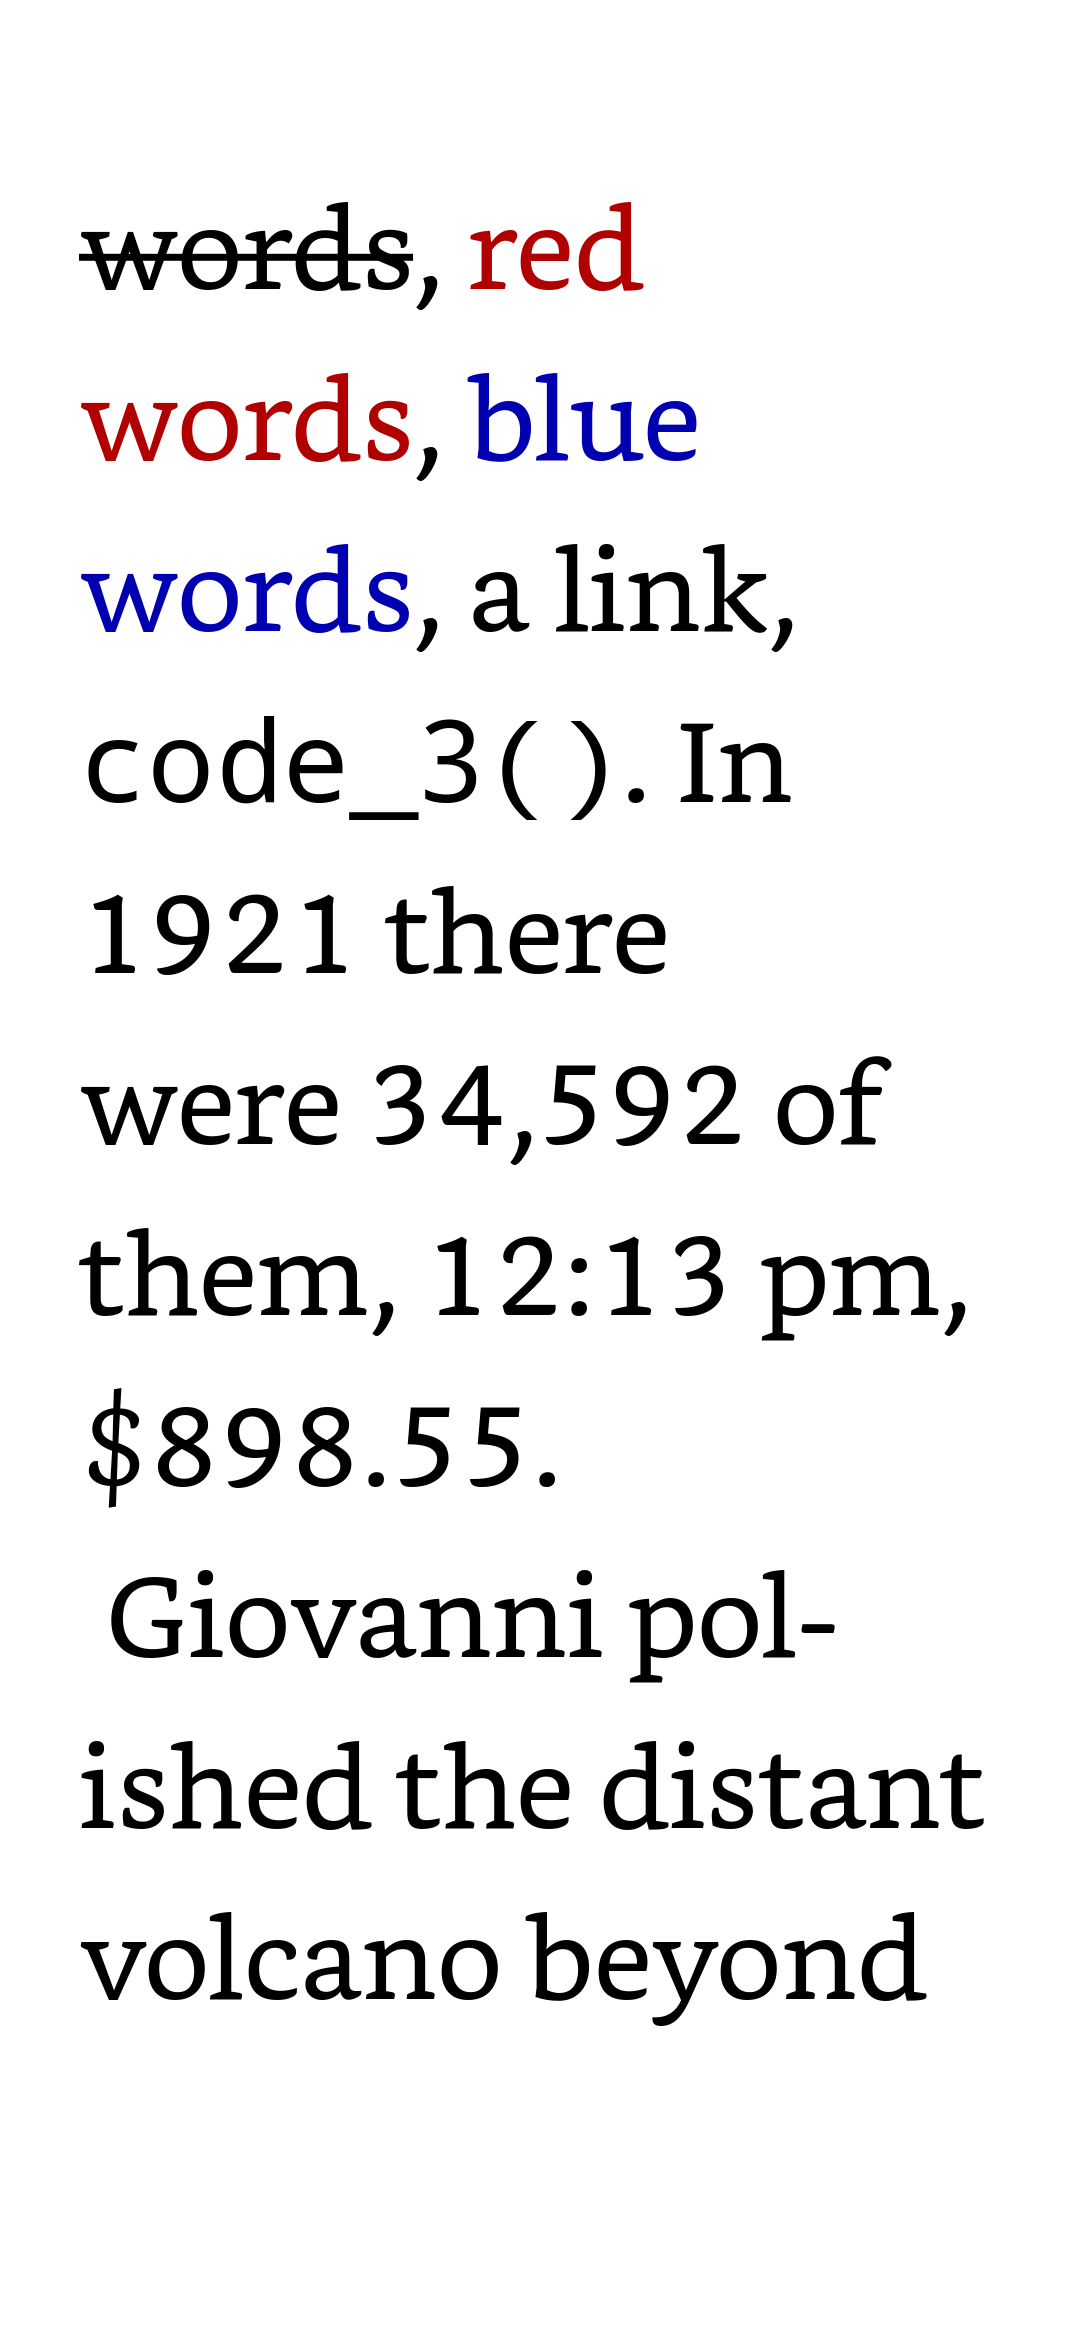 words, red
words, blue
words, a link,
code_3(). In
1921 there
were 34,592 of
them, 12:13 pm,
$898.55.
Giovanni pol-
ished the distant
volcano beyond